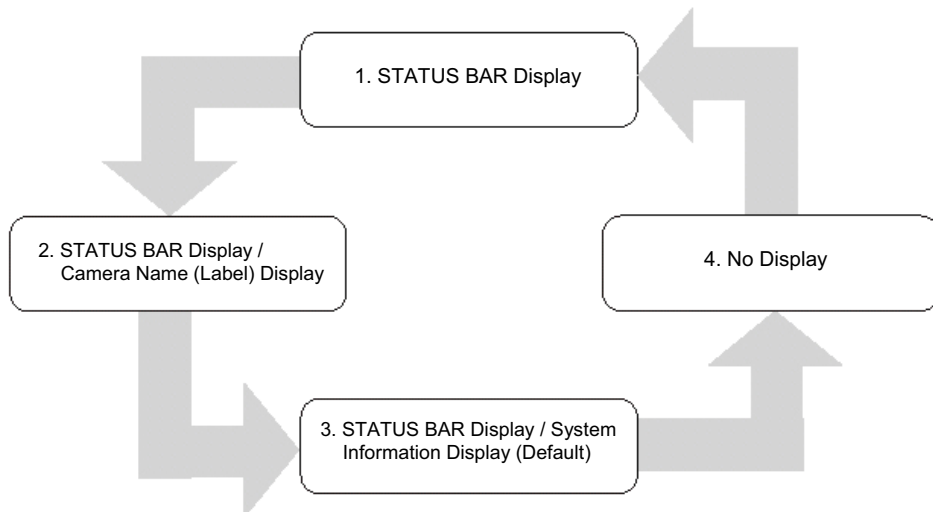 1. STATUS BAR Display
2. STATUS BAR Display /
Camera Name (Label) Display
3. STATUS BAR Display / System
Information Display (Default)
4. No Display